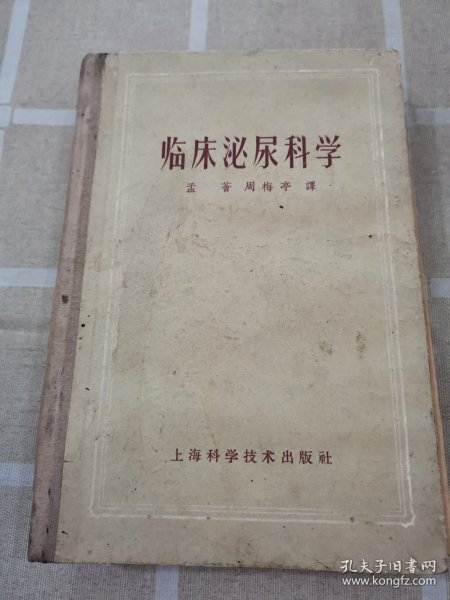 临床泌尿科学
孟 著 周梅亭 譯
上海科学技术出版社
孔夫子旧书网
www.kongfz.com